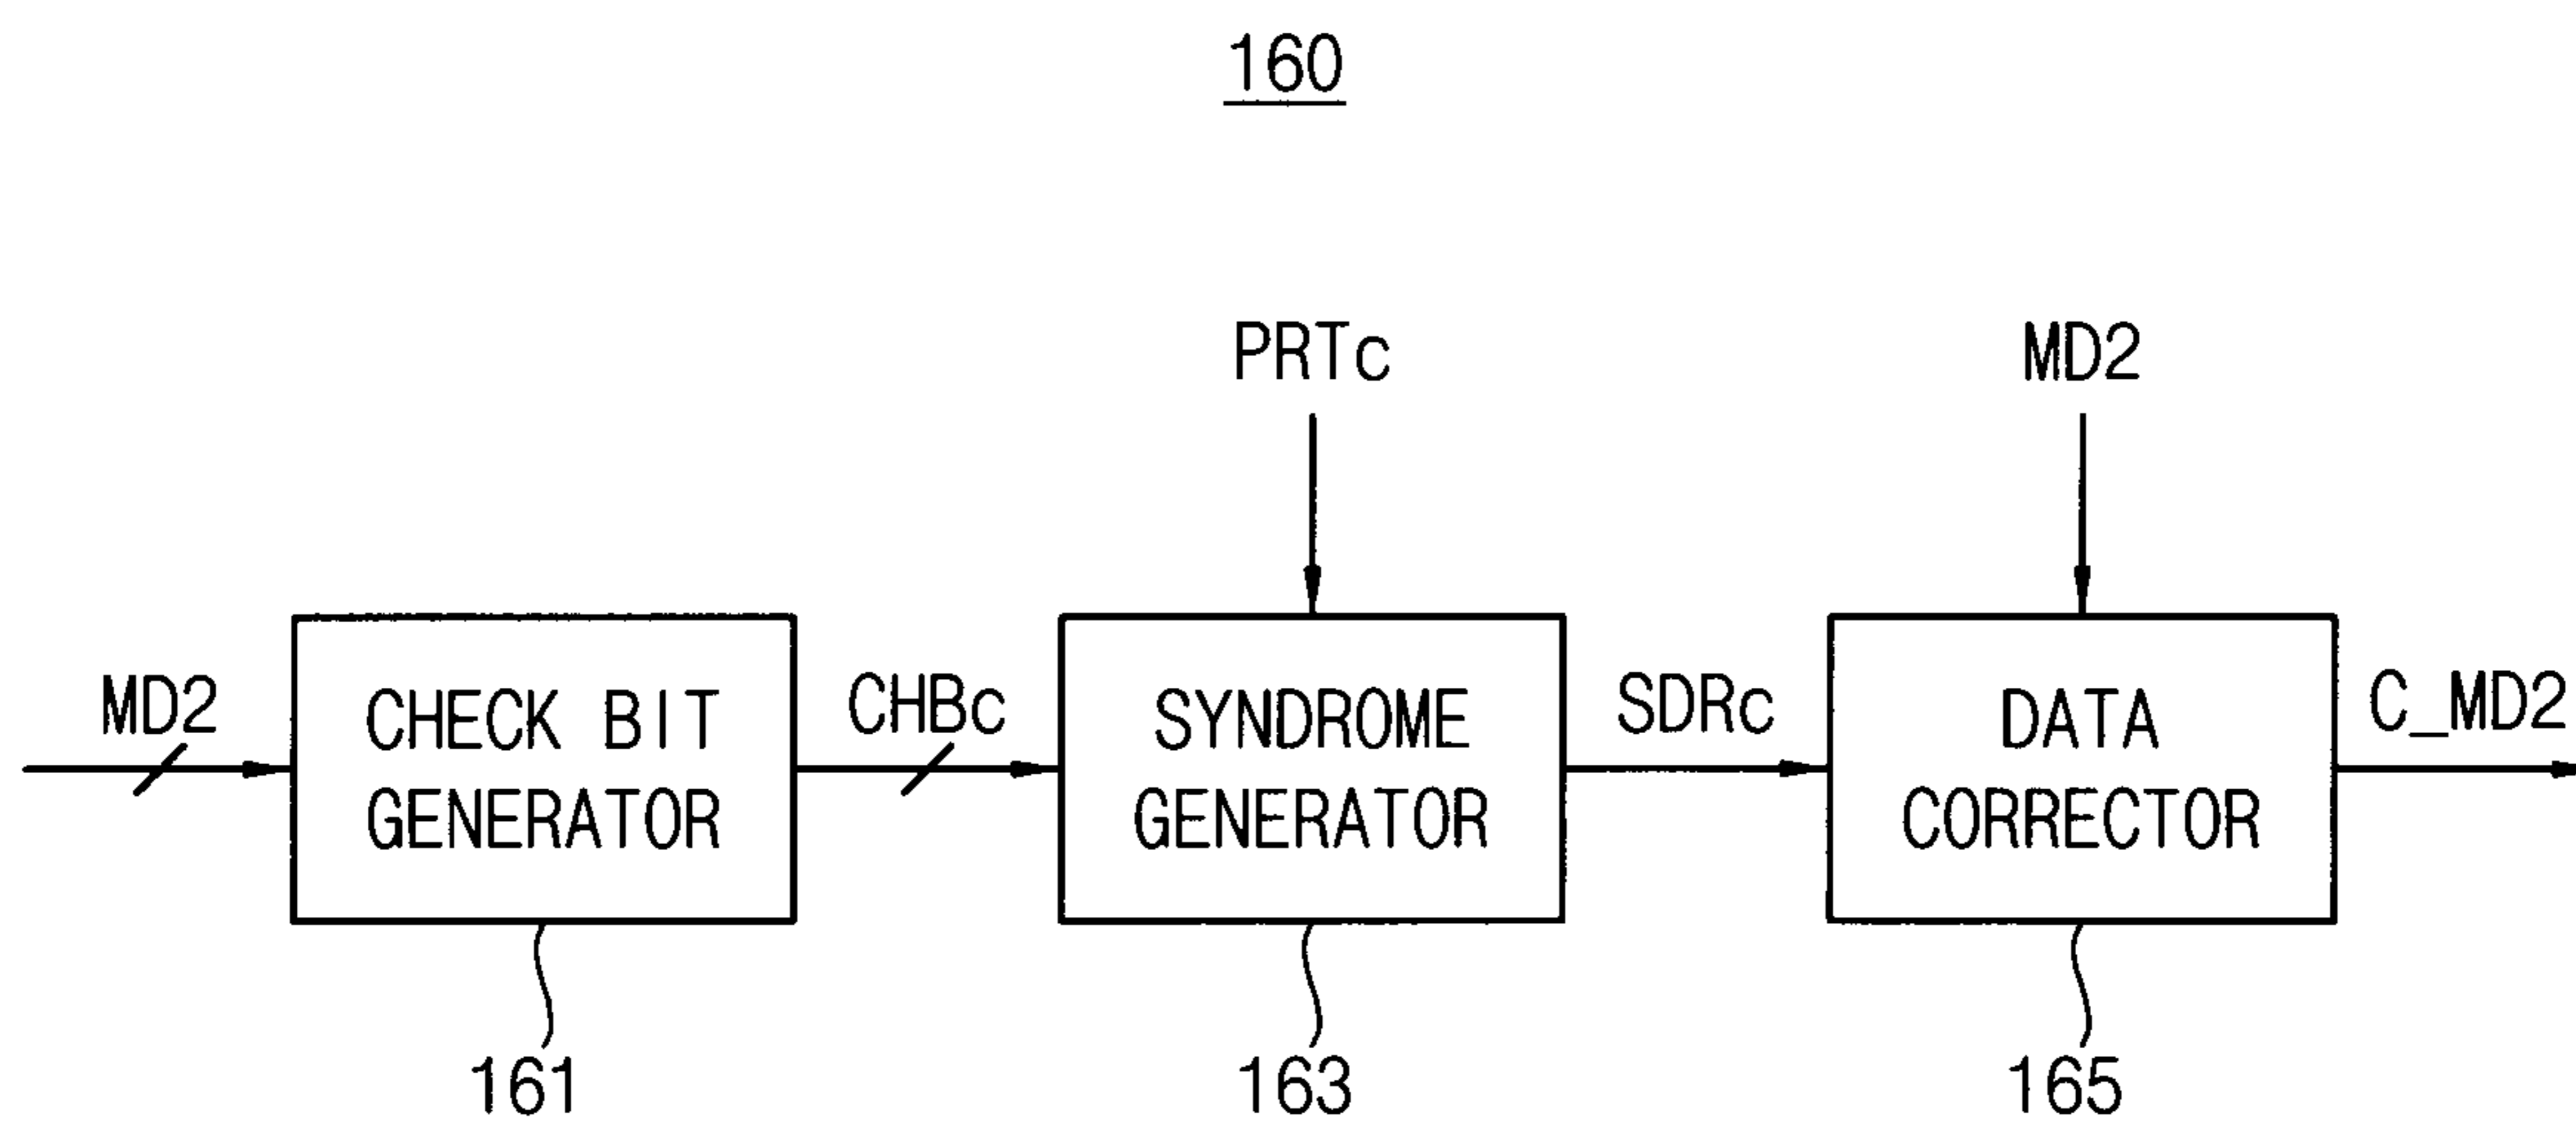 160
PRTc
MD2
MD2
CHECK BIT
GENERATOR
CHBc
SYNDROME
GENERATOR
SDRc
DATA
CORRECTOR
C_MD2
161
163
165